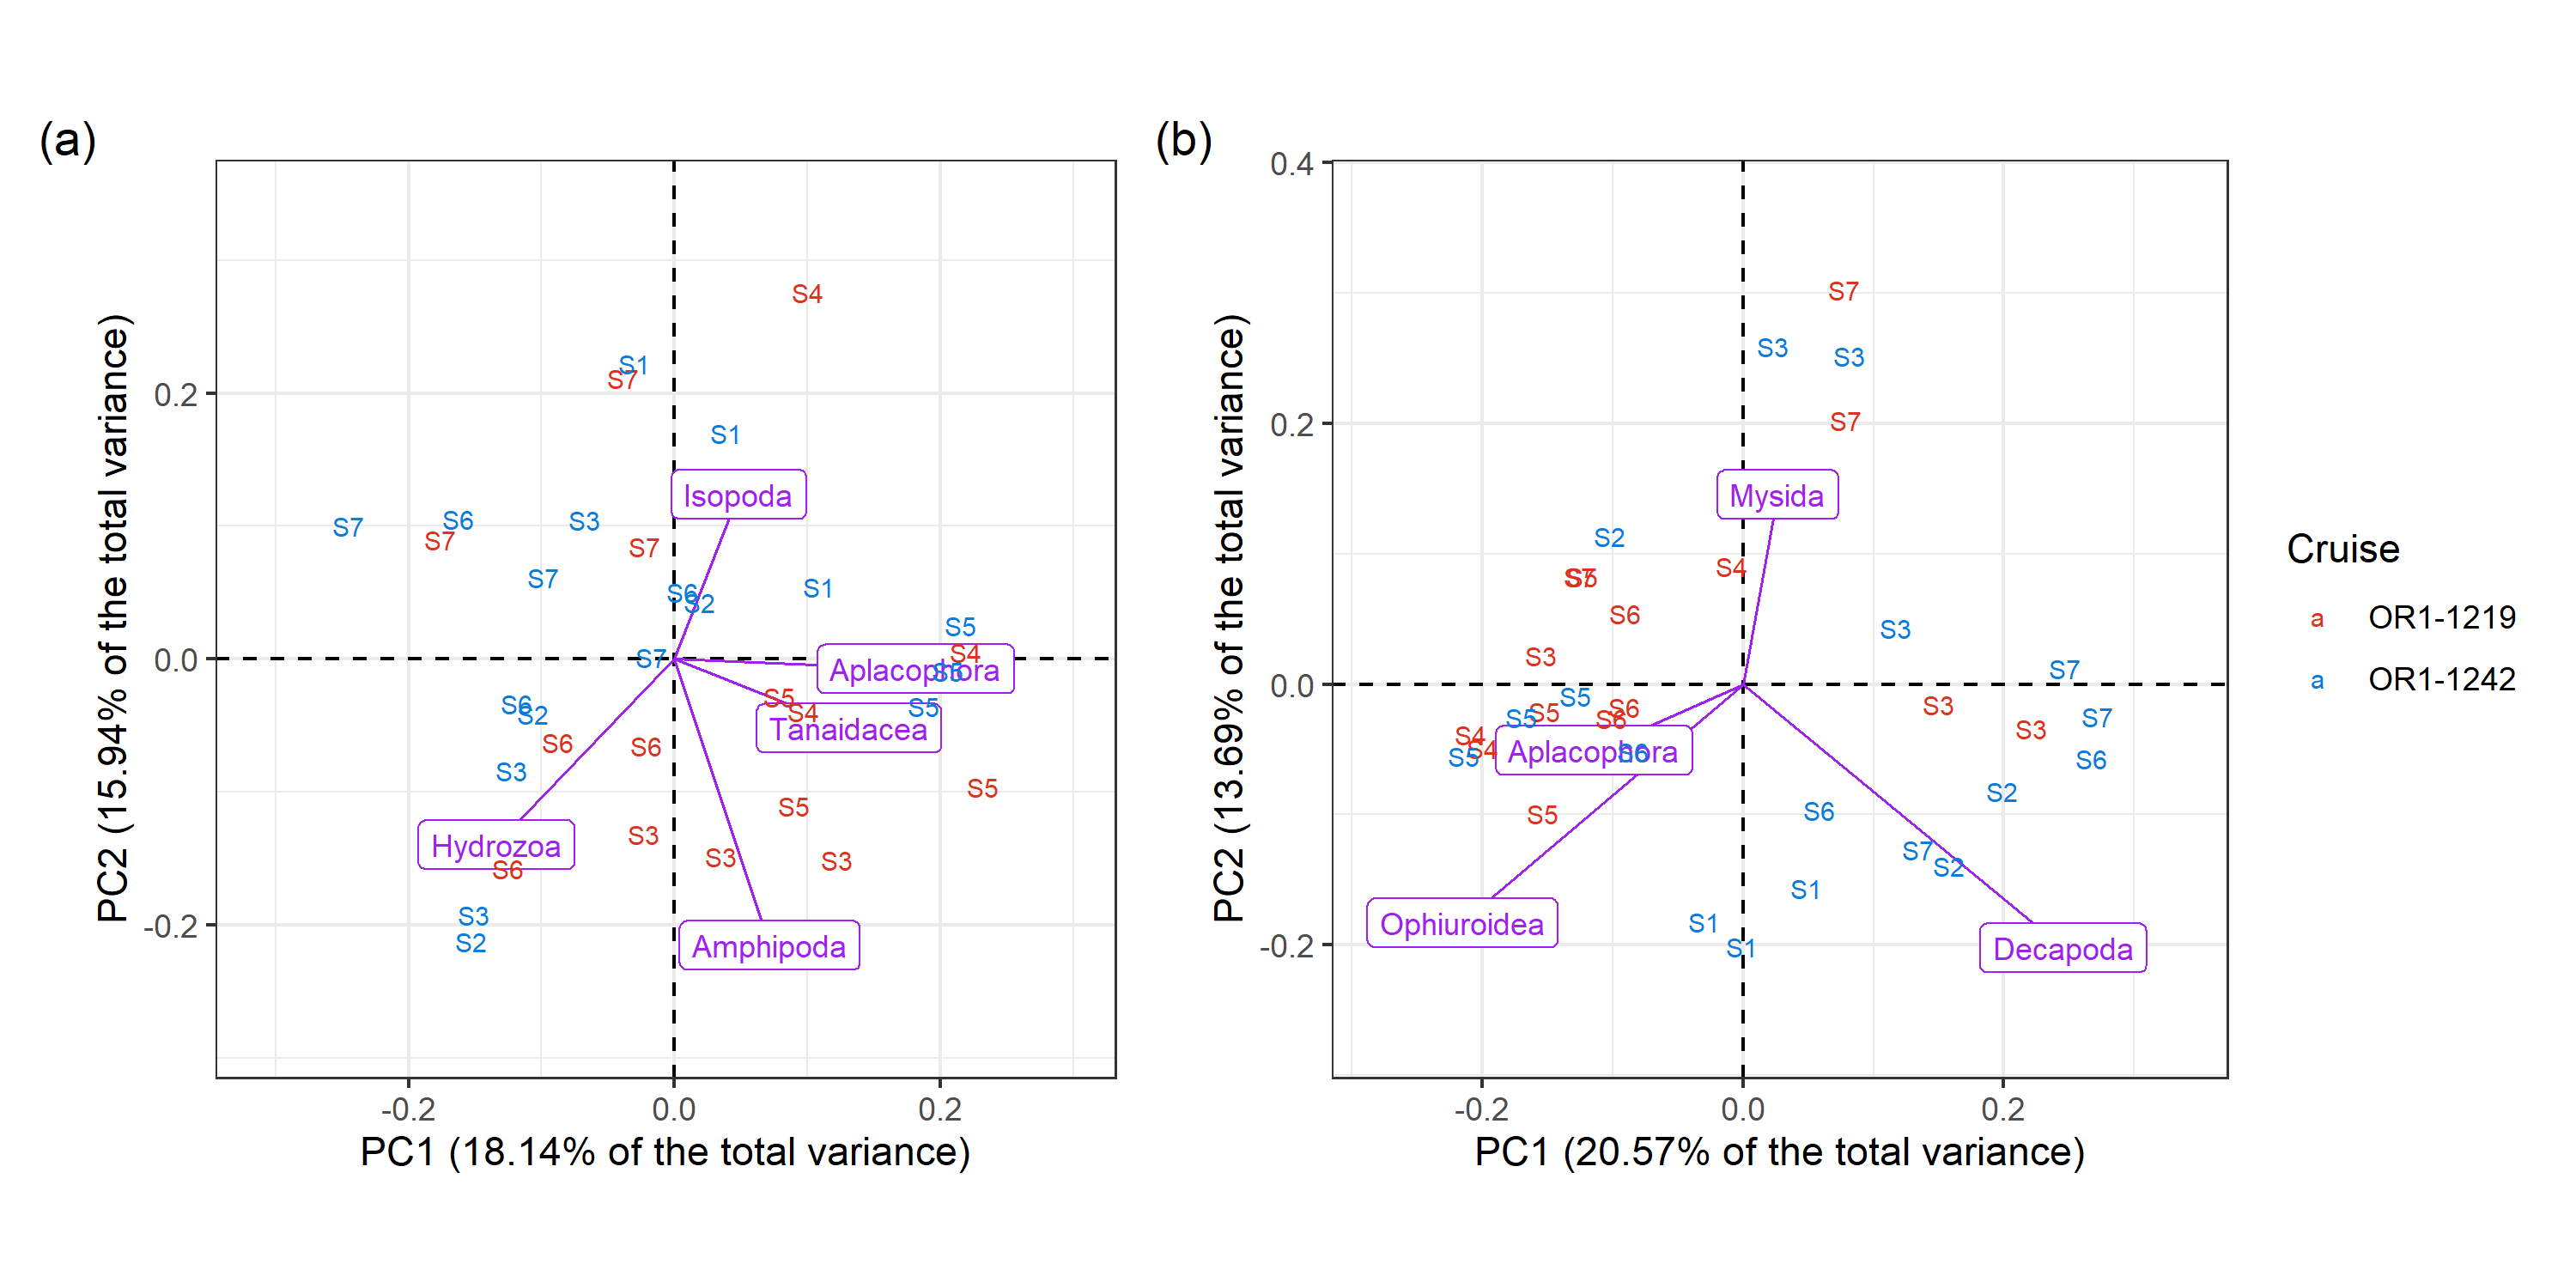 (a)
(b)
PC2 (15.94% of the total variance)
0.2
0.0
-0.2
S4
S1
S7
S1
Isopoda
S7
S6
S7
S3
S7
S7
S6
S2
S1
S5
S7
S4
Aplacophora
S5
S5
S4
S5
Tanaidacea
S6
S2
S6
S6
S3
S5
S5
S3
S3
S3
Hydrozoa
S6
S3
S2
Amphipoda
-0.2
0.0
0.2
PC1 (18.14% of the total variance)
PC2 (13.69% of the total variance)
0.4
0.2
0.0
-0.2
S7
S3
S3
S7
Mysida
S2
S4
S6
S3
S3
S7
S5
S5
S5
S6
S6
S3
S7
S3
S4
S4
S5
Aplacophora
S6
S6
S2
S5
S6
S7
S2
S1
Ophiuroidea
S1
S1
Decapoda
-0.2
0.0
0.2
PC1 (20.57% of the total variance)
Cruise
a OR1-1219
a OR1-1242